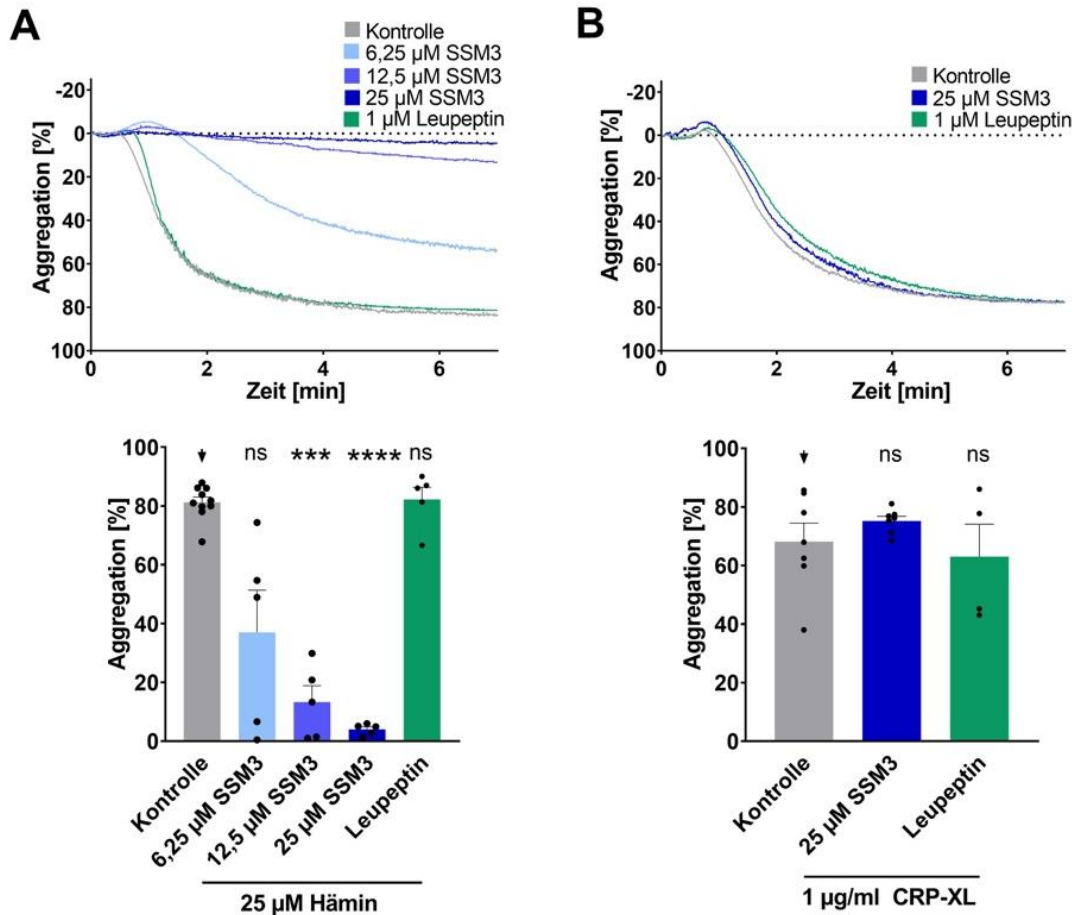 A
Kontrolle
6,25 µM SSM3
12,5 µM SSM3
25 µM SSM3
1 µM Leupeptin
Aggregation [%]
-20
0
20
40
60
80
100
0 2 4 6
Zeit [min]
Aggregation [%]
100
80
60
40
20
0
ns *** **** ns
Kontrolle
6,25 µM SSM3
12,5 µM SSM3
25 µM SSM3
Leupeptin
25 µM Hämin
B
Kontrolle
25 µM SSM3
1 µM Leupeptin
Aggregation [%]
-20
0
20
40
60
80
100
0 2 4 6
Zeit [min]
Aggregation [%]
100
80
60
40
20
0
ns ns
Kontrolle
25 µM SSM3
Leupeptin
1 µg/ml CRP-XL